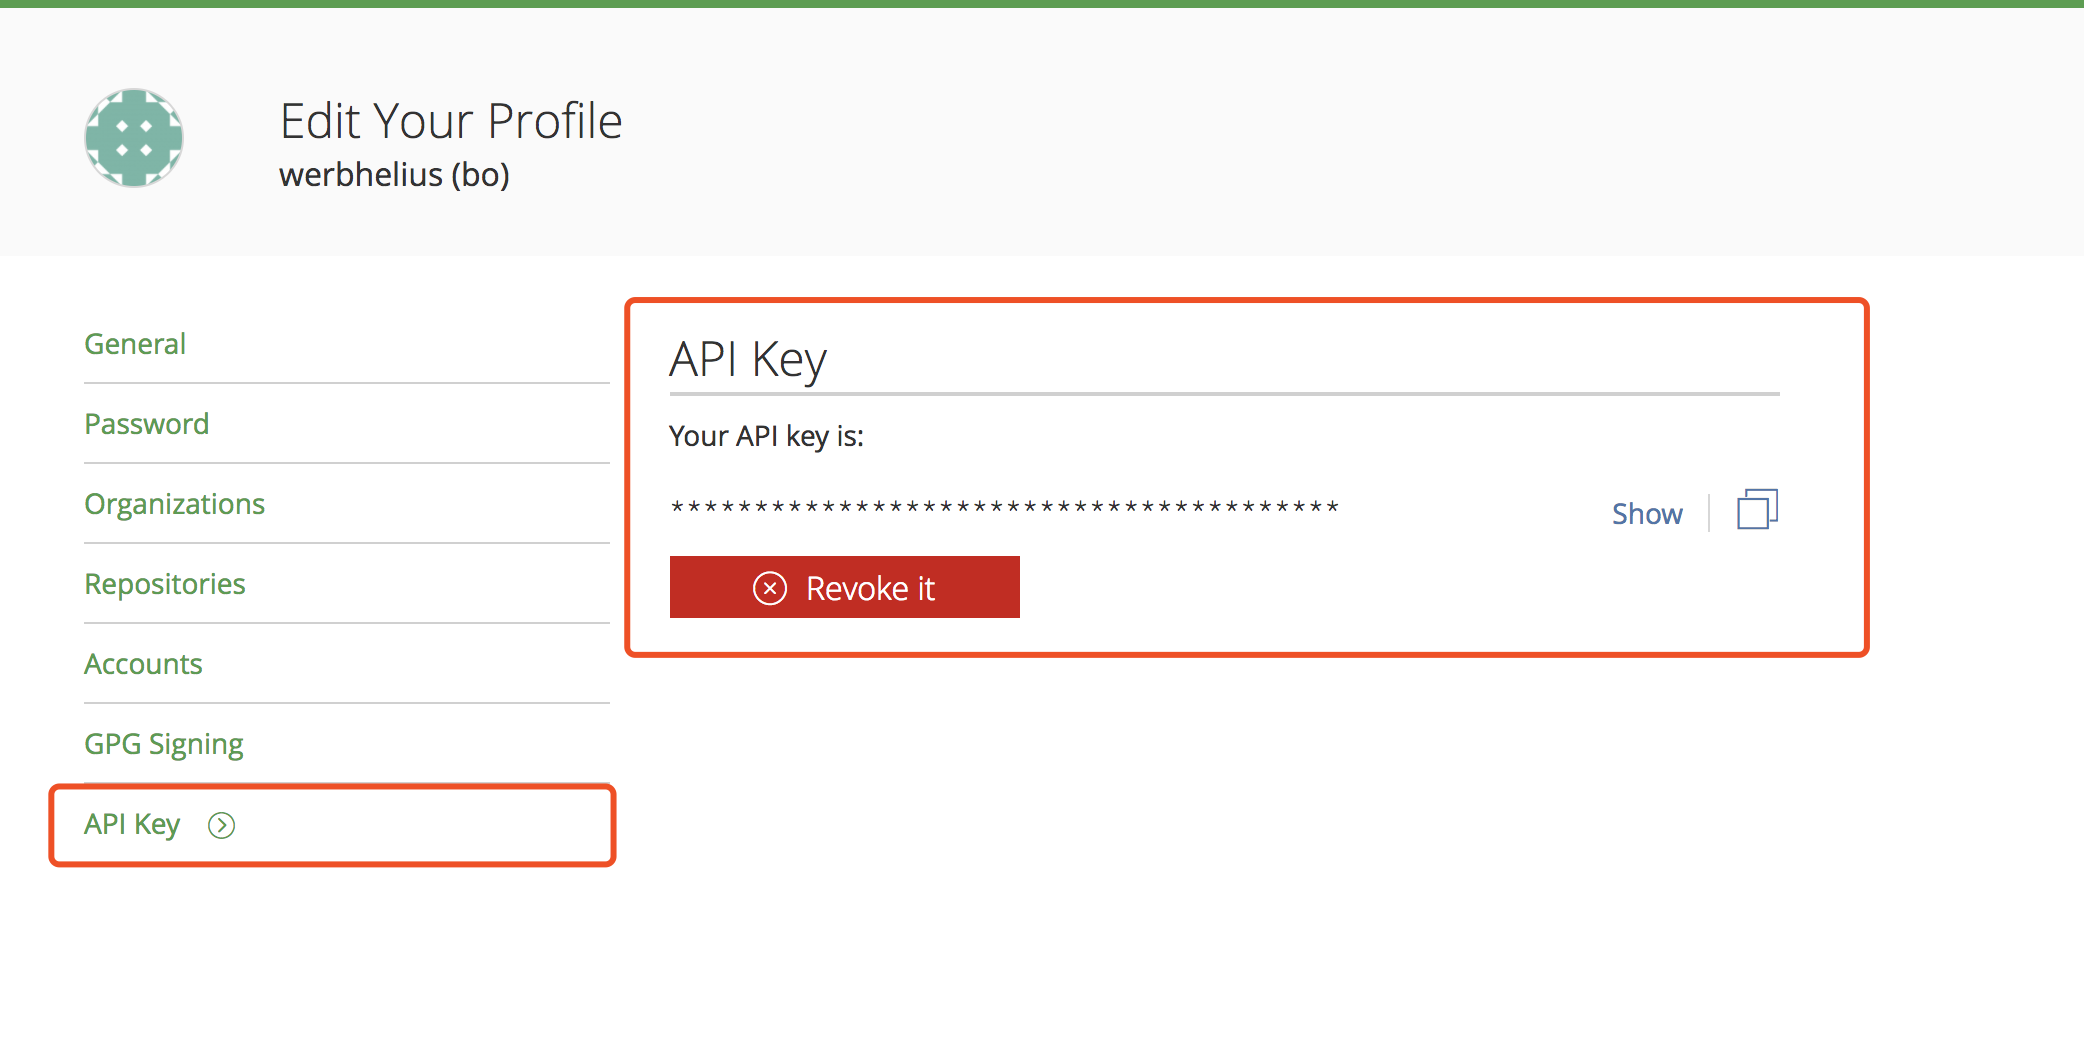 Edit Your Profile
werbhelius (bo)
General
Password
Organizations
Repositories
Accounts
GPG Signing
API Key
API Key
Your API key is:
****************************************
Show
Revoke it